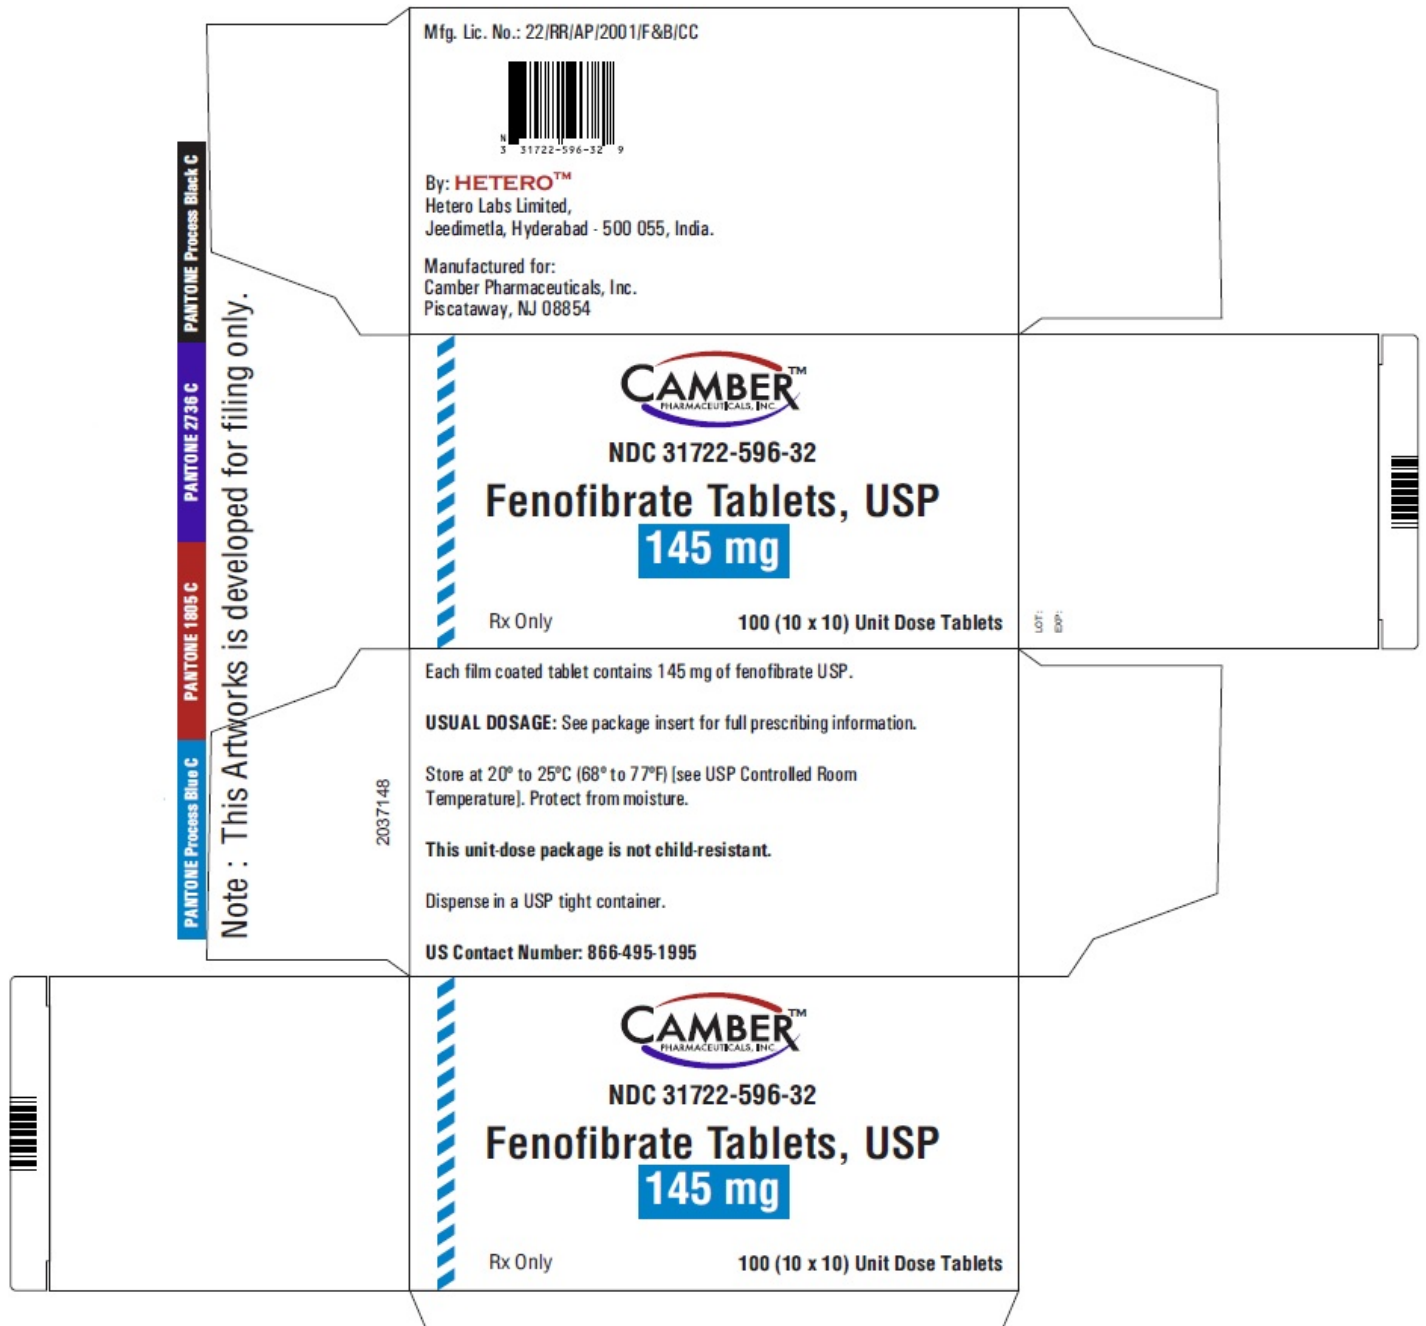 Mfg. Lic. No.: 22/RR/AP/2001/F&B/CC
N
3 31722-596-32 9
By: HETERO™
Hetero Labs Limited,
Jeedimetla, Hyderabad - 500 055, India.
Manufactured for:
Camber Pharmaceuticals, Inc.
Piscataway, NJ 08854
PANTONE Process Black C
PANTONE 2736 C
PANTONE 1805 C
PANTONE Process Blue C
Note : This Artworks is developed for filing only.
CAMBER™
PHARMACEUTICALS, INC.
NDC 31722-596-32
Fenofibrate Tablets, USP
145 mg
Rx Only
100 (10 x 10) Unit Dose Tablets
LOT:
EXP:
Each film coated tablet contains 145 mg of fenofibrate USP.
USUAL DOSAGE: See package insert for full prescribing information.
Store at 20° to 25°C (68° to 77°F) [see USP Controlled Room
Temperature]. Protect from moisture.
This unit-dose package is not child-resistant.
Dispense in a USP tight container.
US Contact Number: 866-495-1995
2037148
CAMBER™
PHARMACEUTICALS, INC.
NDC 31722-596-32
Fenofibrate Tablets, USP
145 mg
Rx Only
100 (10 x 10) Unit Dose Tablets